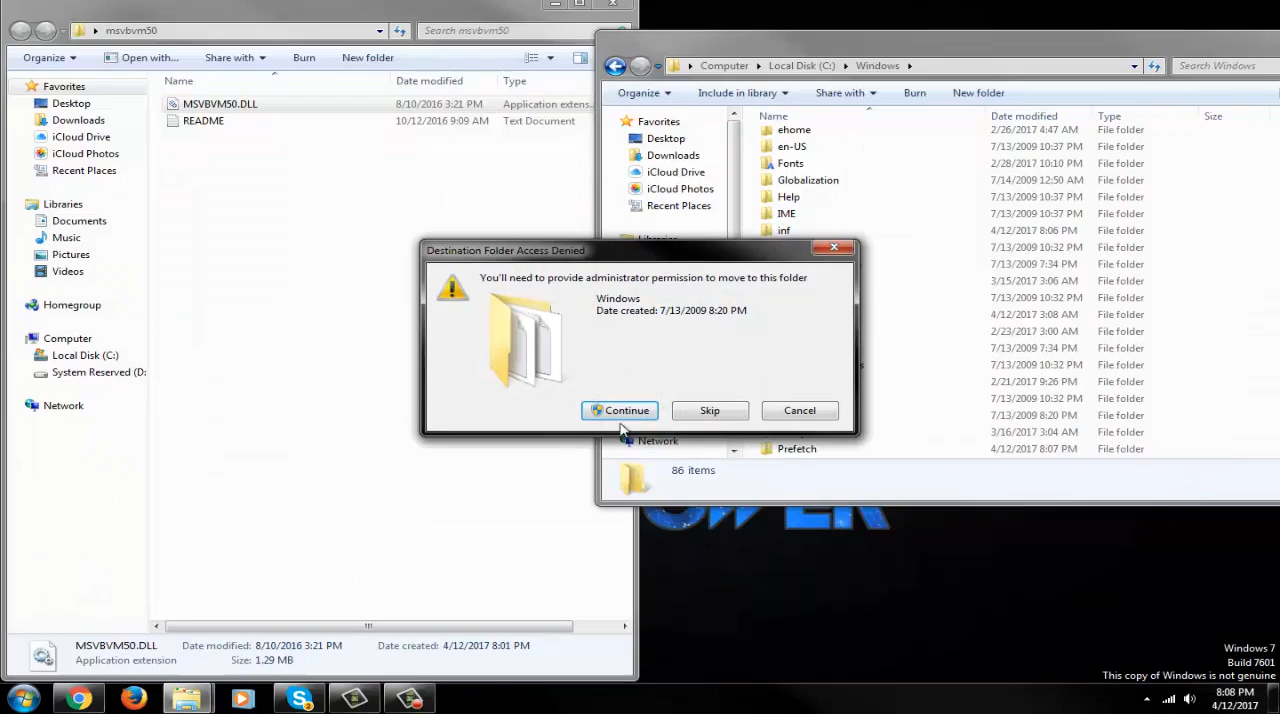 msvbvm50
Search msvbvm50
Organize
Open with...
Share with
Burn
New folder
Favorites
Desktop
Downloads
iCloud Drive
iCloud Photos
Recent Places
Libraries
Documents
Music
Pictures
Videos
Homegroup
Computer
Local Disk (C:)
System Reserved (D:
Network
Name Date modified Type
MSVBVM50.DLL 8/10/2016 3:21 PM Application extens...
README 10/12/2016 9:09 AM Text Document
MSVBVM50.DLL Date modified: 8/10/2016 3:21 PM Date created: 4/12/2017 8:01 PM
Application extension Size: 1.29 MB
Computer Local Disk (C:) Windows
Search Windows
Organize
Include in library
Share with
Burn
New folder
Favorites
Desktop
Downloads
iCloud Drive
iCloud Photos
Recent Places
Network
Name Date modified Type Size
ehome 2/26/2017 4:47 AM File folder
en-US 7/13/2009 10:37 PM File folder
Fonts 2/28/2017 10:10 PM File folder
Globalization 7/14/2009 12:50 AM File folder
Help 7/13/2009 10:37 PM File folder
IME 7/13/2009 10:37 PM File folder
inf 4/12/2017 8:06 PM File folder
7/13/2009 10:32 PM File folder
7/13/2009 7:34 PM File folder
3/15/2017 3:06 AM File folder
7/13/2009 10:32 PM File folder
4/12/2017 3:08 AM File folder
2/23/2017 3:00 AM File folder
7/13/2009 7:34 PM File folder
7/13/2009 10:32 PM File folder
2/21/2017 9:26 PM File folder
7/13/2009 10:32 PM File folder
7/13/2009 8:20 PM File folder
3/16/2017 3:04 AM File folder
Prefetch 4/12/2017 8:07 PM File folder
86 items
Destination Folder Access Denied
You'll need to provide administrator permission to move to this folder
Windows
Date created: 7/13/2009 8:20 PM
Continue
Skip
Cancel
Windows 7
Build 7601
This copy of Windows is not genuine
8:08 PM
4/12/2017